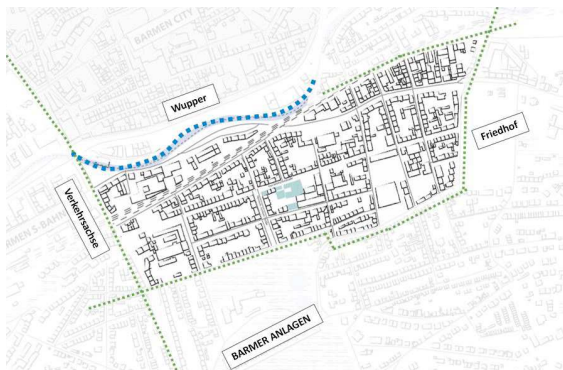 BARMEN CITY
Wupper
Friedhof
Verkehrsachse
BARMER ANLAGEN